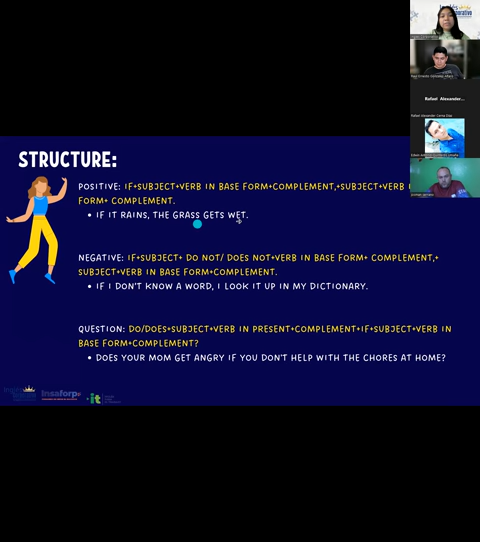 STRUCTURE:
POSITIVE: IF+SUBJECT+VERB IN BASE FORM+COMPLEMENT,+SUBJECT+VERB
FORM+ COMPLEMENT.
• IF IT RAINS, THE GRASS GETS WET.
NEGATIVE: IF+SUBJECT+ DO NOT/ DOES NOT+VERB IN BASE FORM+ COMPLEMENT,+
SUBJECT+VERB IN BASE FORM+COMPLEMENT.
• IF I DON'T KNOW A WORD, I LOOK IT UP IN MY DICTIONARY.
QUESTION: DO/DOES+SUBJECT+VERB IN PRESENT+COMPLEMENT+IF+SUBJECT+VERB IN
BASE FORM+COMPLEMENT?
• DOES YOUR MOM GET ANGRY IF YOU DON'T HELP WITH THE CHORES AT HOME?
Insaforp
it
Rafael Alexander...